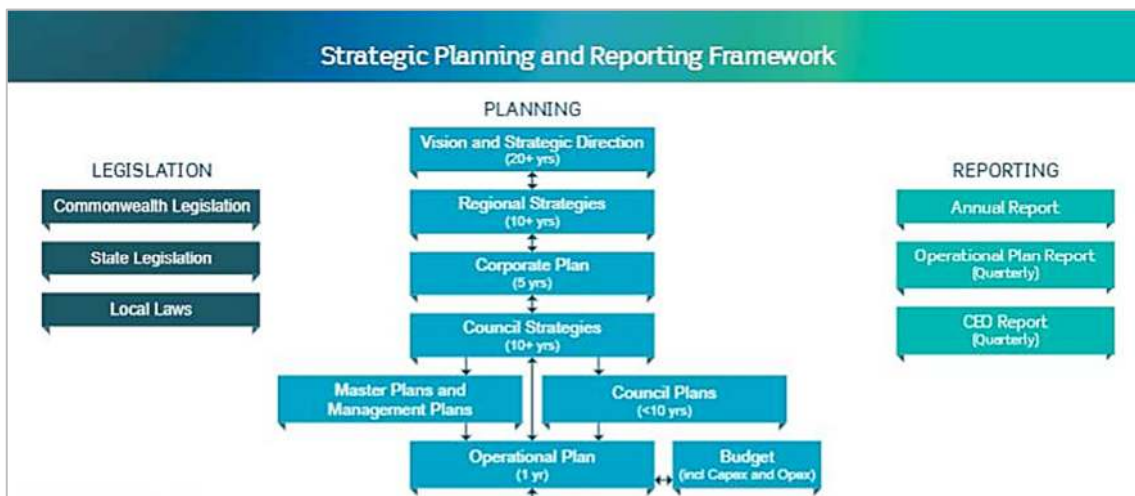 Strategic Planning and Reporting Framework
PLANNING
Vision and Strategic Direction
(20+ yrs)
Regional Strategies
(10+ yrs)
Corporate Plan
(5 yrs)
Council Strategies
(10+ yrs)
Master Plans and
Management Plans
Council Plans
(<10 yrs)
Operational Plan
(1 yr)
Budget
(incl Capex and Opex)
LEGISLATION
Commonwealth Legislation
State Legislation
Local Laws
REPORTING
Annual Report
Operational Plan Report
(Quarterly)
CEO Report
(Quarterly)